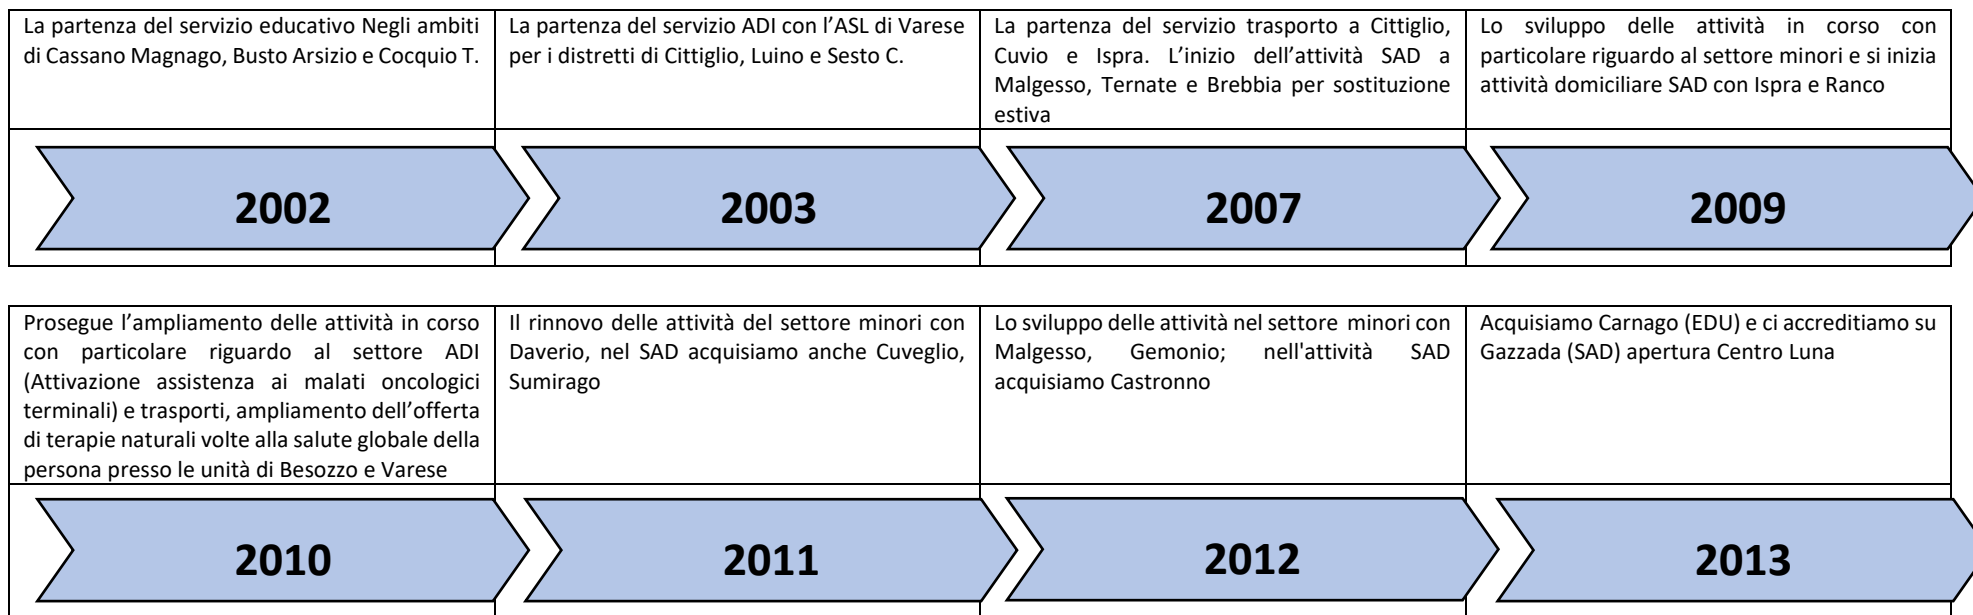 La partenza del servizio educativo Negli ambiti
di Cassano Magnago, Busto Arsizio e Cocquio T.
La partenza del servizio ADI con l’ASL di Varese
per i distretti di Cittiglio, Luino e Sesto C.
La partenza del servizio trasporto a Cittiglio,
Cuvio e Ispra. L’inizio dell’attività SAD a
Malgesso, Ternate e Brebbia per sostituzione
estiva
Lo sviluppo delle attività in corso con
particolare riguardo al settore minori e si inizia
attività domiciliare SAD con Ispra e Ranco
2002
2003
2007
2009
Prosegue l’ampliamento delle attività in corso
con particolare riguardo al settore ADI
(Attivazione assistenza ai malati oncologici
terminali) e trasporti, ampliamento dell’offerta
di terapie naturali volte alla salute globale della
persona presso le unità di Besozzo e Varese
Il rinnovo delle attività del settore minori con
Daverio, nel SAD acquisiamo anche Cuveglio,
Sumirago
Lo sviluppo delle attività nel settore minori con
Malgesso, Gemonio; nell'attività SAD
acquisiamo Castronno
Acquisiamo Carnago (EDU) e ci accreditiamo su
Gazzada (SAD) apertura Centro Luna
2010
2011
2012
2013